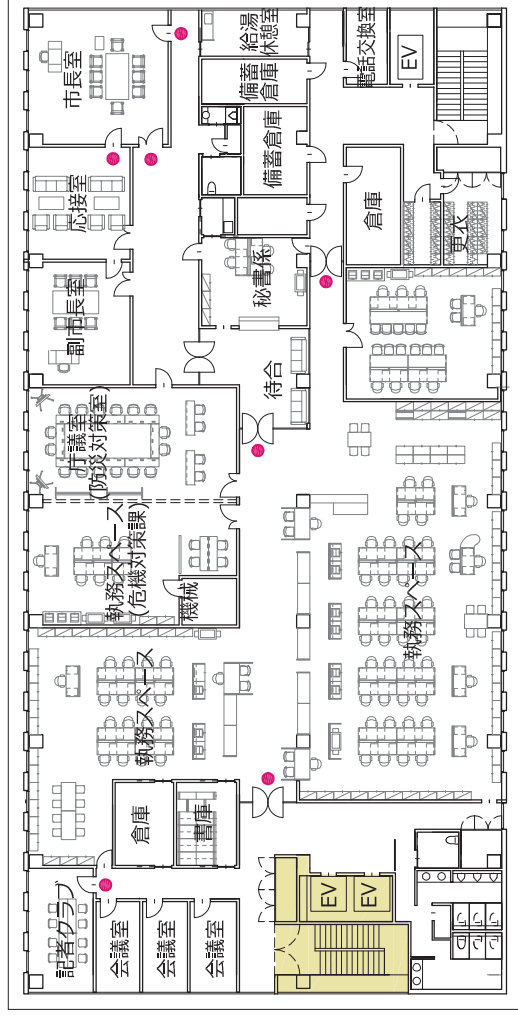 市長室
給湯
休憩室
電話交換室
EV
備蓄
倉庫
備蓄倉庫
応接室
倉庫
更衣
秘書係
副市長室
待合
庁議室
(防災対策室)
執務スペース
(危機対策課)
機械
執務スペース
執務スペース
倉庫
書庫
記者クラブ
会議室
会議室
会議室
EV
EV